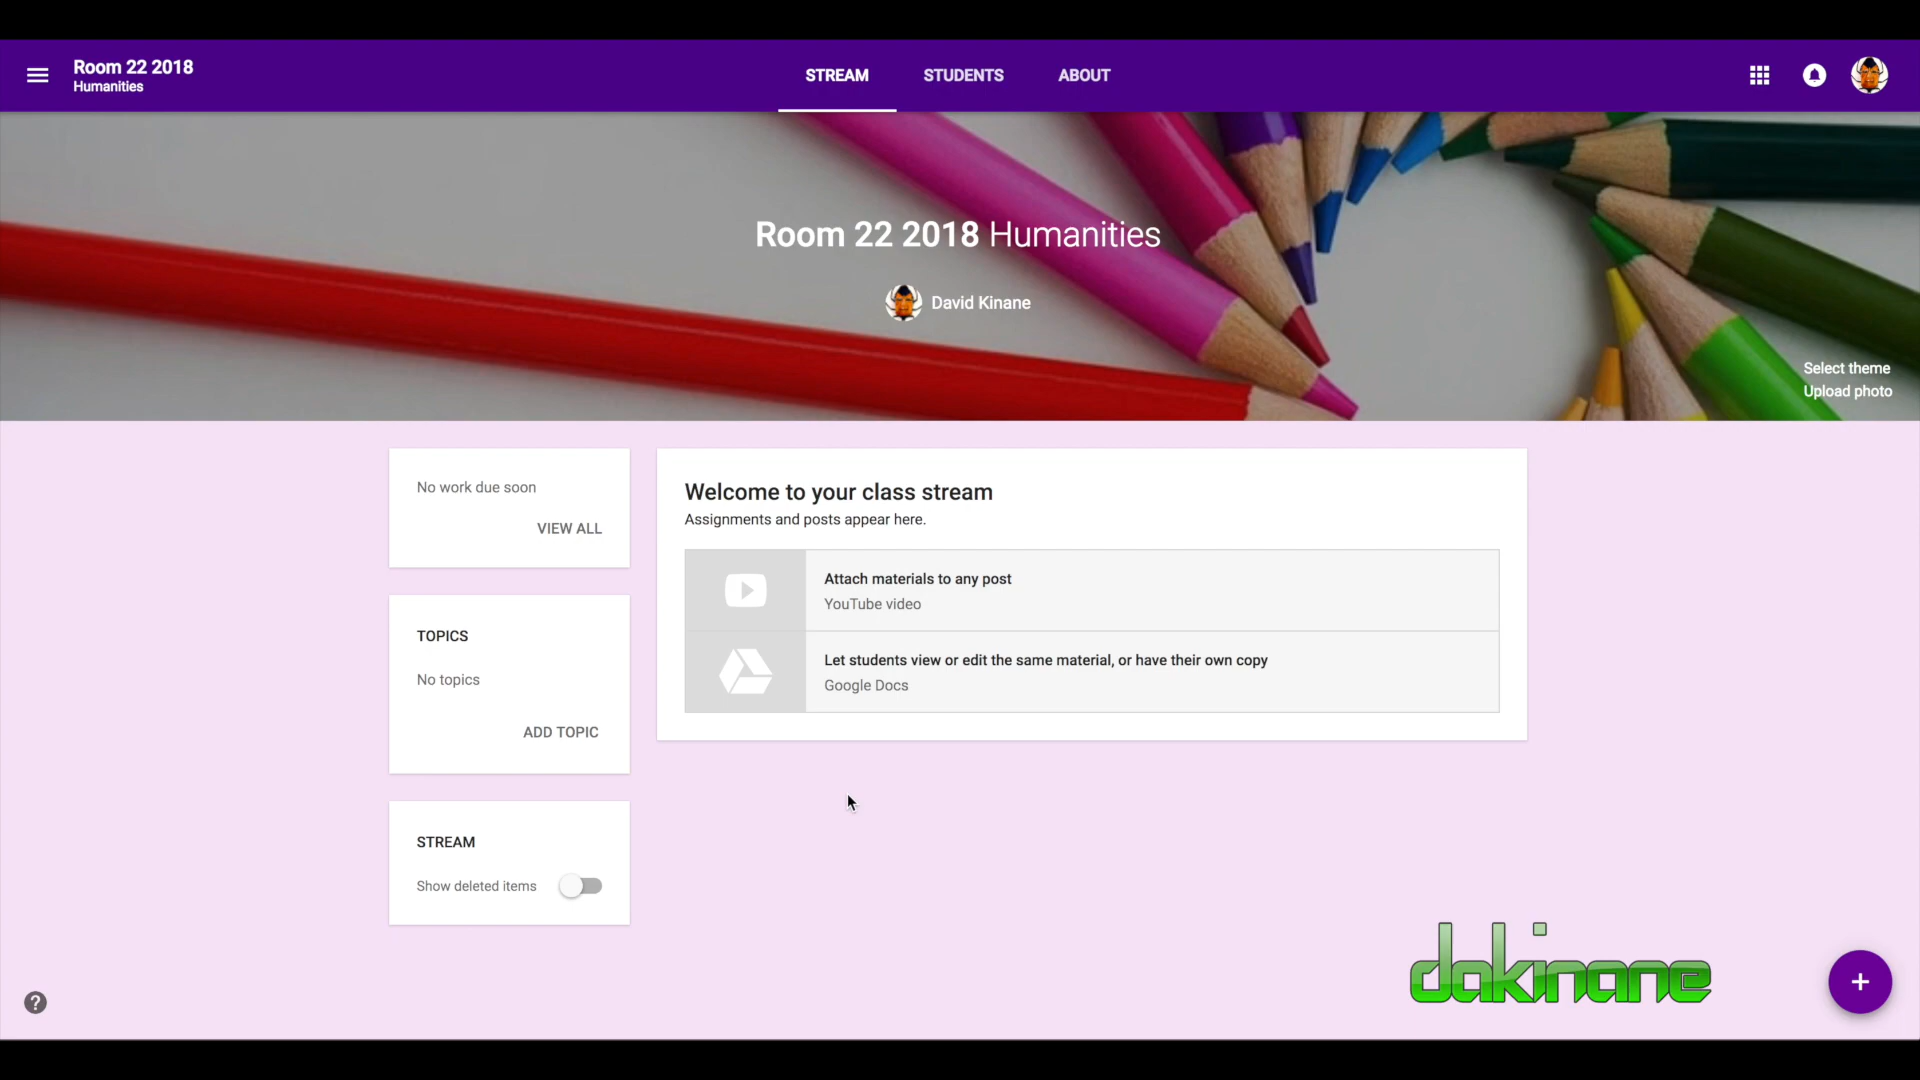 Room 22 2018
Humanities
STREAM
STUDENTS
ABOUT
Room 22 2018 Humanities
David Kinane
Select theme
Upload photo
No work due soon
VIEW ALL
TOPICS
No topics
ADD TOPIC
STREAM
Show deleted items
Welcome to your class stream
Assignments and posts appear here.
Attach materials to any post
YouTube video
Let students view or edit the same material, or have their own copy
Google Docs
dakinane
?
+